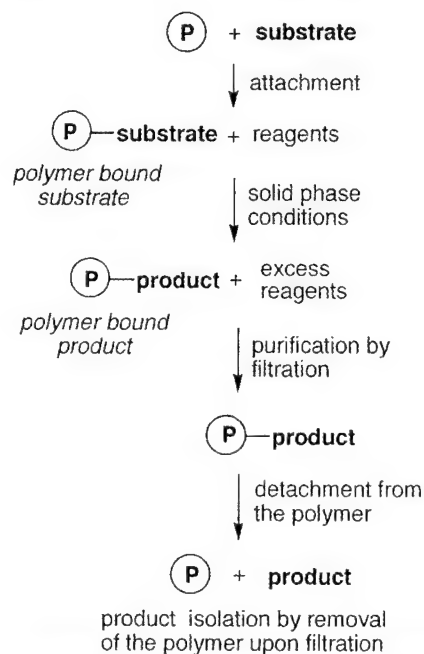 P + substrate
attachment
P substrate + reagents
polymer bound
substrate
solid phase
conditions
P product + excess
reagents
polymer bound
product
purification by
filtration
P product
detachment from
the polymer
P + product
product isolation by removal
of the polymer upon filtration